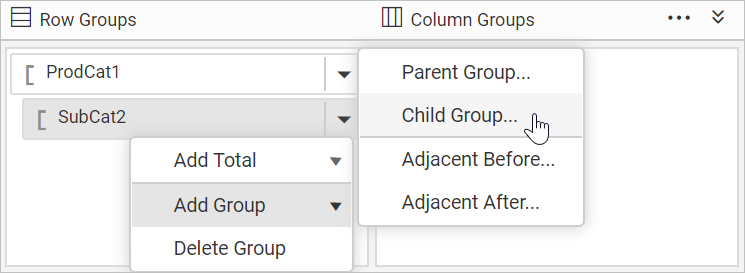 Row Groups
Column Groups
ProdCat1
SubCat2
Add Total
Add Group
Delete Group
Parent Group...
Child Group...
Adjacent Before...
Adjacent After...